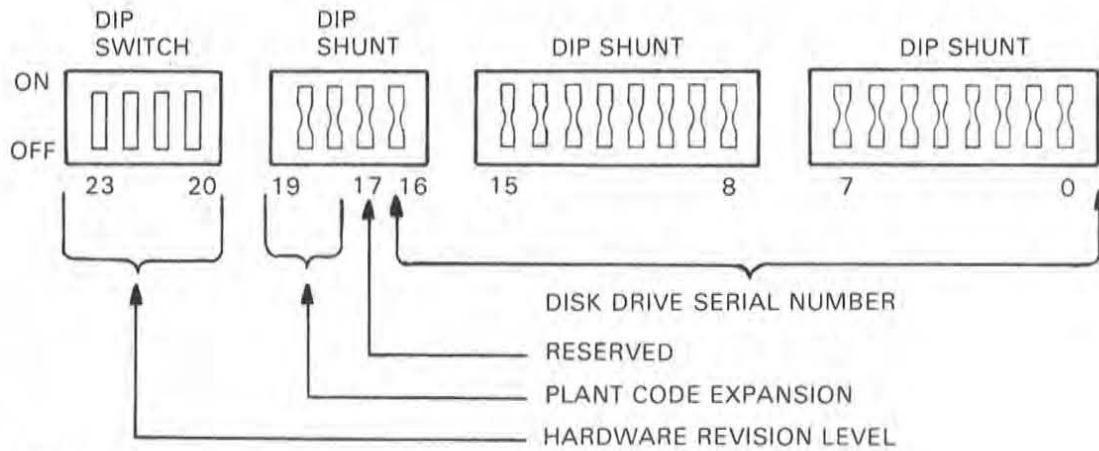 DIP
SWITCH
DIP
SHUNT
DIP SHUNT
DIP SHUNT
ON
OFF
23 20
19 17 16
15 8
7 0
DISK DRIVE SERIAL NUMBER
RESERVED
PLANT CODE EXPANSION
HARDWARE REVISION LEVEL